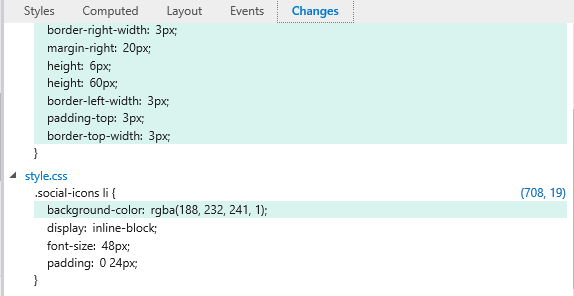 Styles Computed Layout Events Changes
border-right-width: 3px;
margin-right: 20px;
height: 6px;
height: 60px;
border-left-width: 3px;
padding-top: 3px;
border-top-width: 3px;
}
style.css
.social-icons li { (708, 19)
background-color: rgba(188, 232, 241, 1);
display: inline-block;
font-size: 48px;
padding: 0 24px;
}